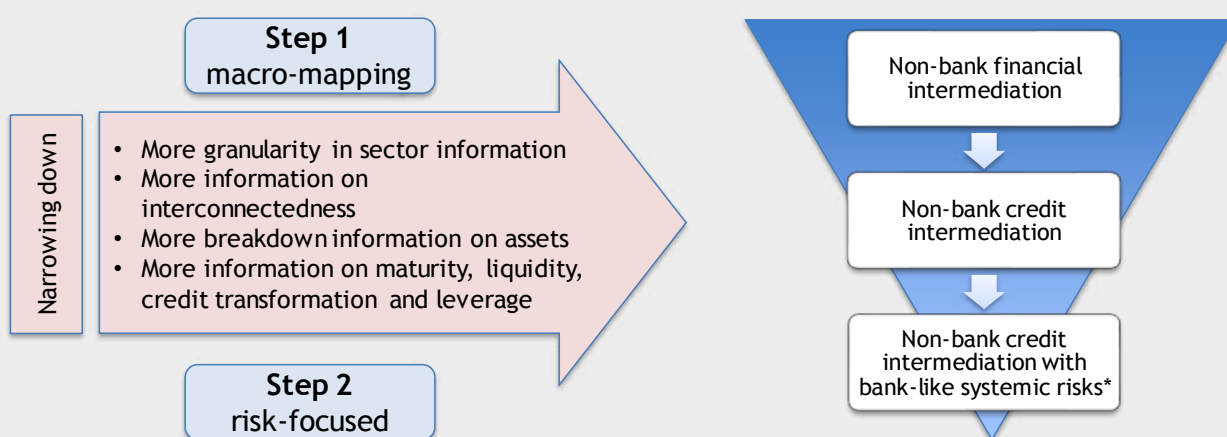 Step 1
macro-mapping
Narrowing down
• More granularity in sector information
• More information on
interconnectedness
• More breakdown information on assets
• More information on maturity, liquidity,
credit transformation and leverage
Step 2
risk-focused
Non-bank financial
intermediation
Non-bank credit
intermediation
Non-bank credit
intermediation with
bank-like systemic risks*